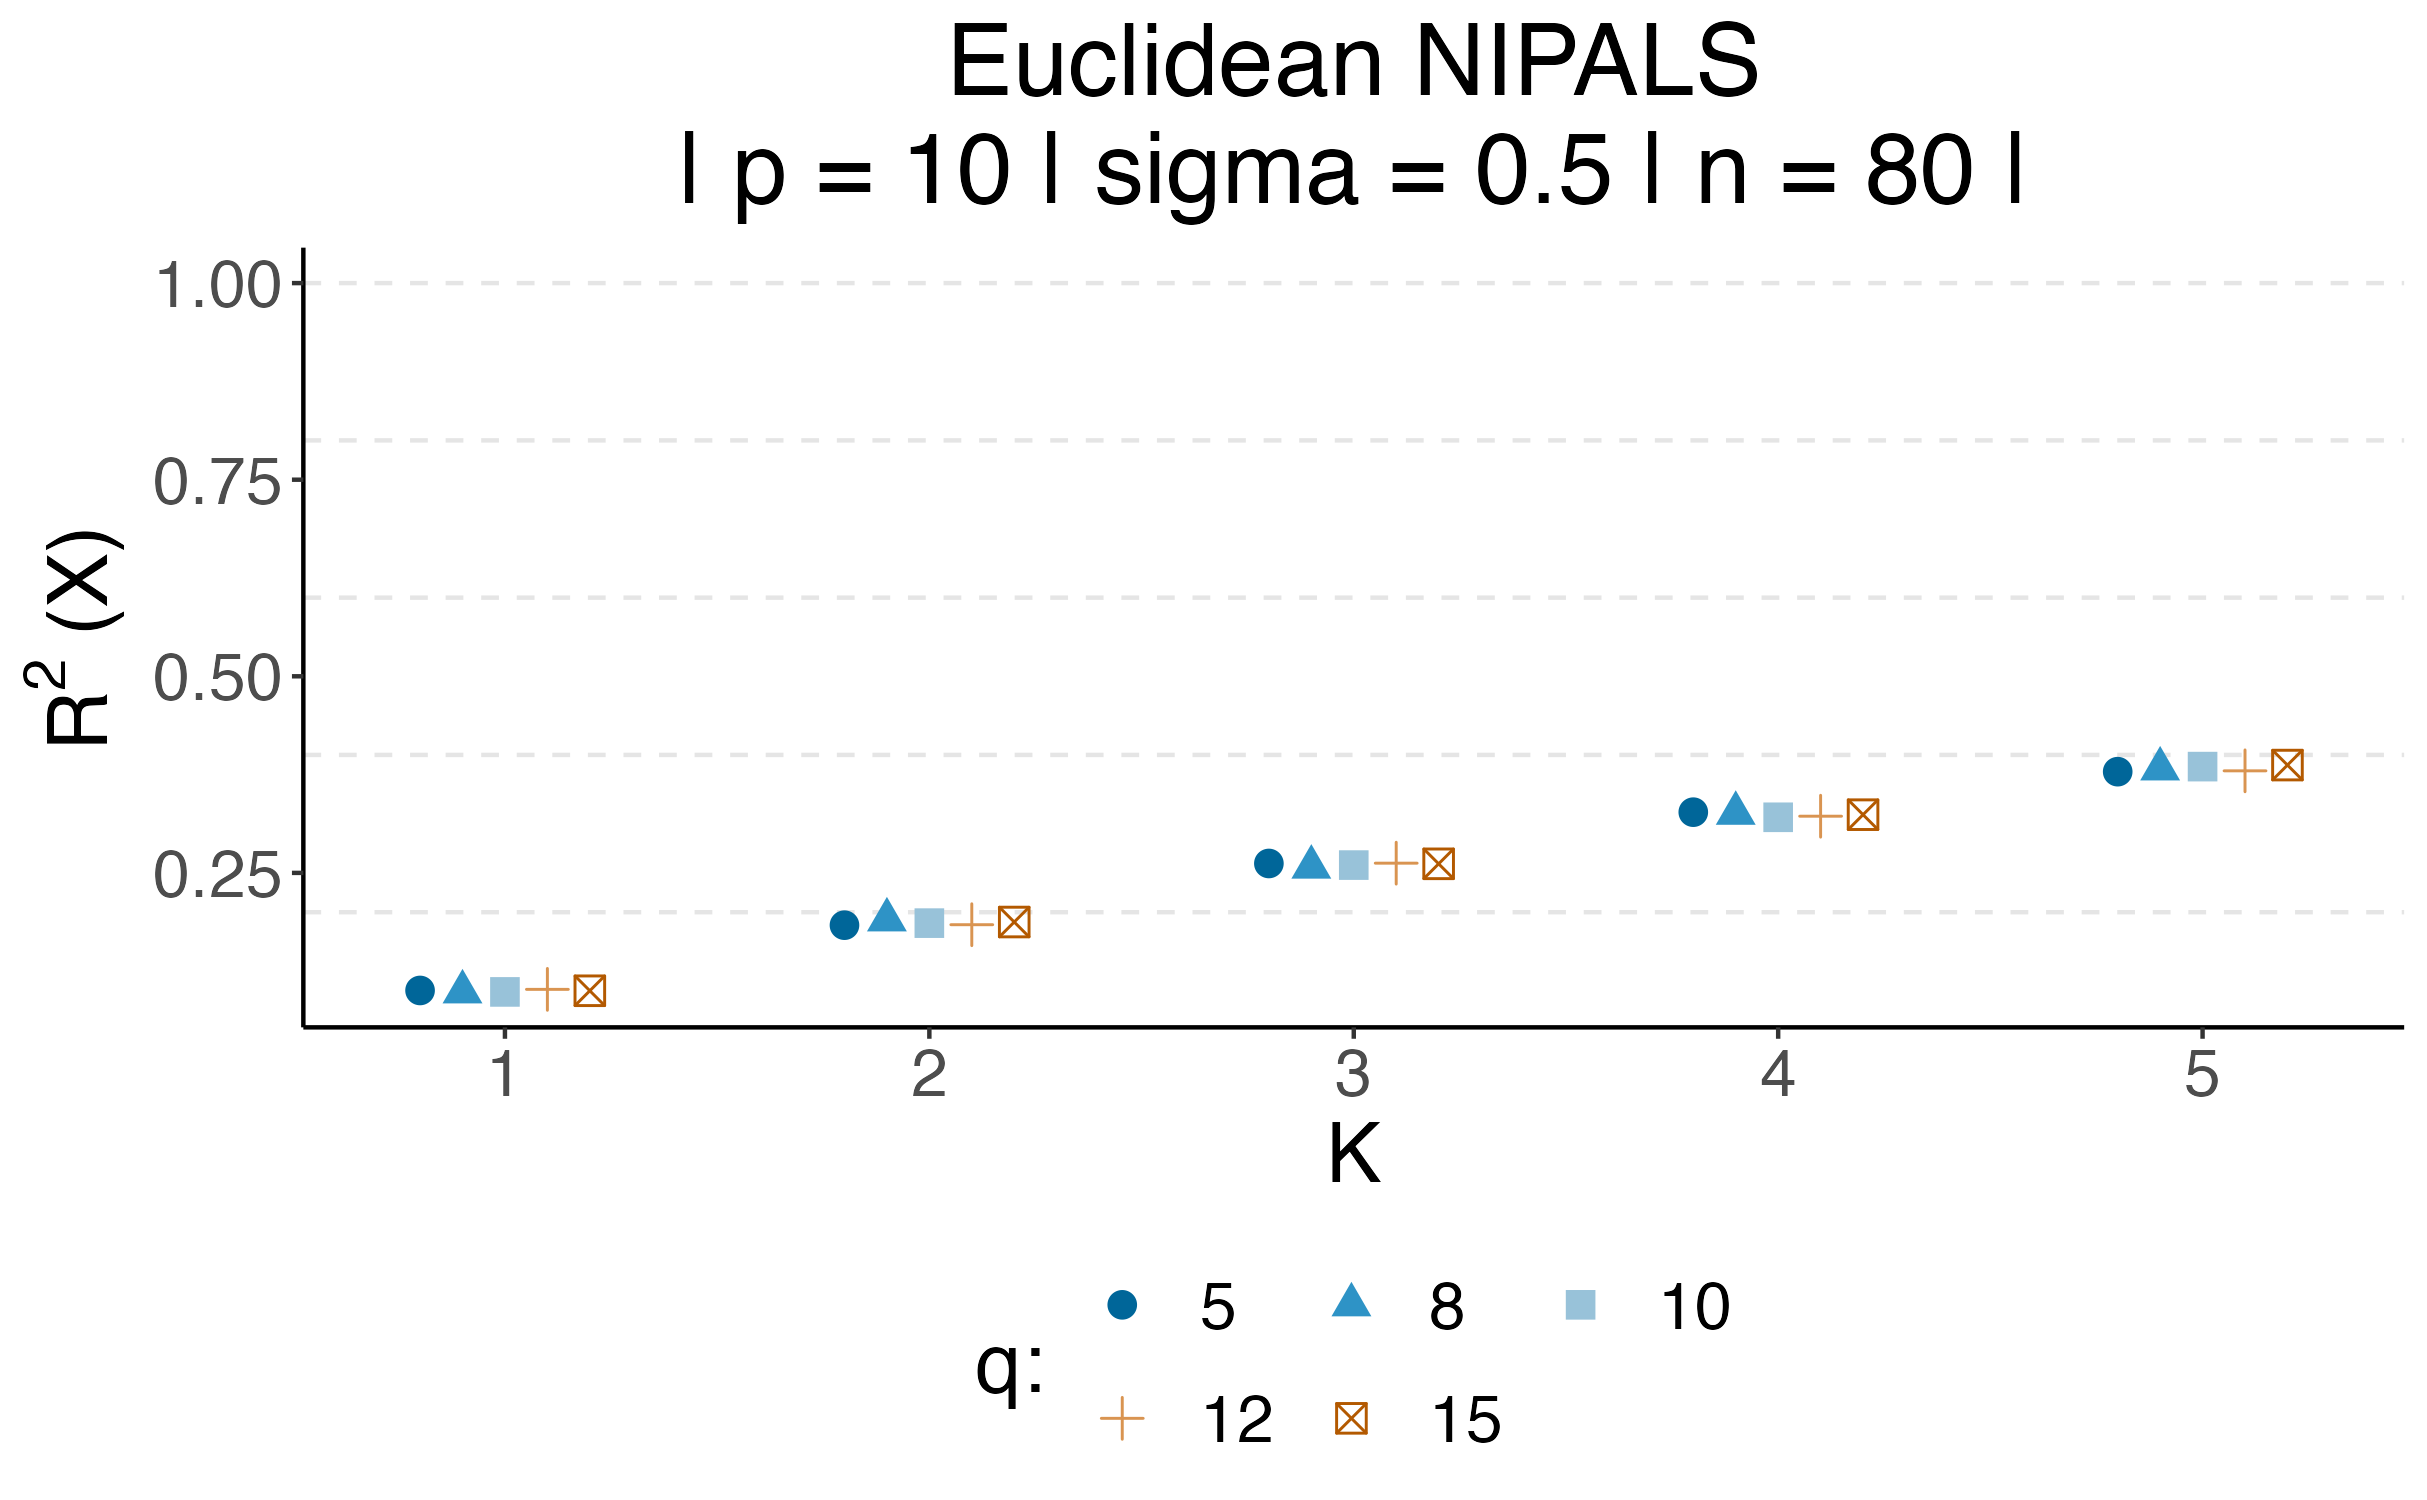 Euclidean NIPALS
| p = 10 | sigma = 0.5 | n = 80 |
1.00
0.75
0.50
0.25
R² (X)
1 2 3 4 5
K
q:
5 8 10
12 15